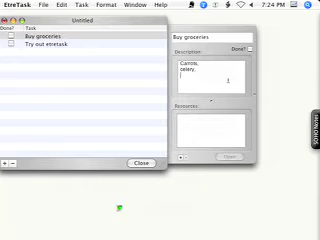 EtreTask File Edit Task Format Window Help 7:24 PM
Untitled
Done? Task
Buy groceries
Try out etretask
Close
Buy groceries
Description: Done?
Carrots,
celery,
Resources:
Open
SOHONotes